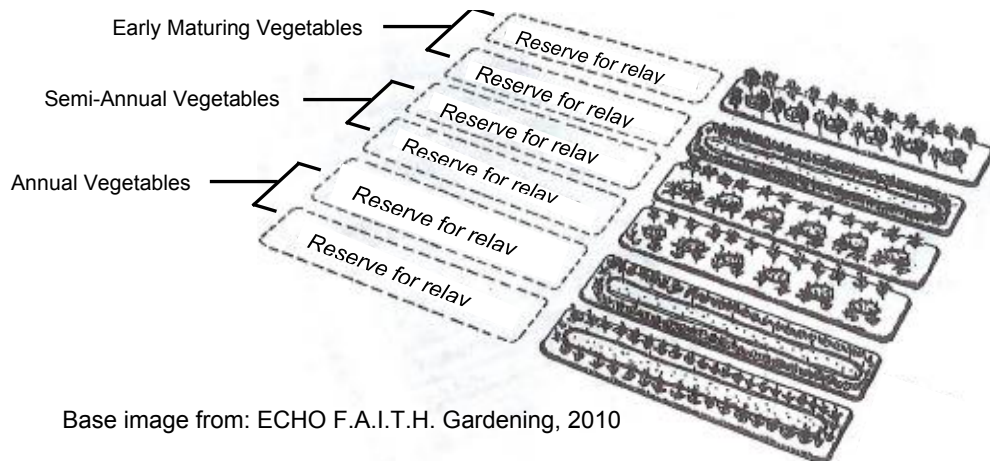 Early Maturing Vegetables
Reserve for relay
Reserve for relay
Semi-Annual Vegetables
Reserve for relay
Reserve for relay
Annual Vegetables
Reserve for relay
Reserve for relay
Base image from: ECHO F.A.I.T.H. Gardening, 2010